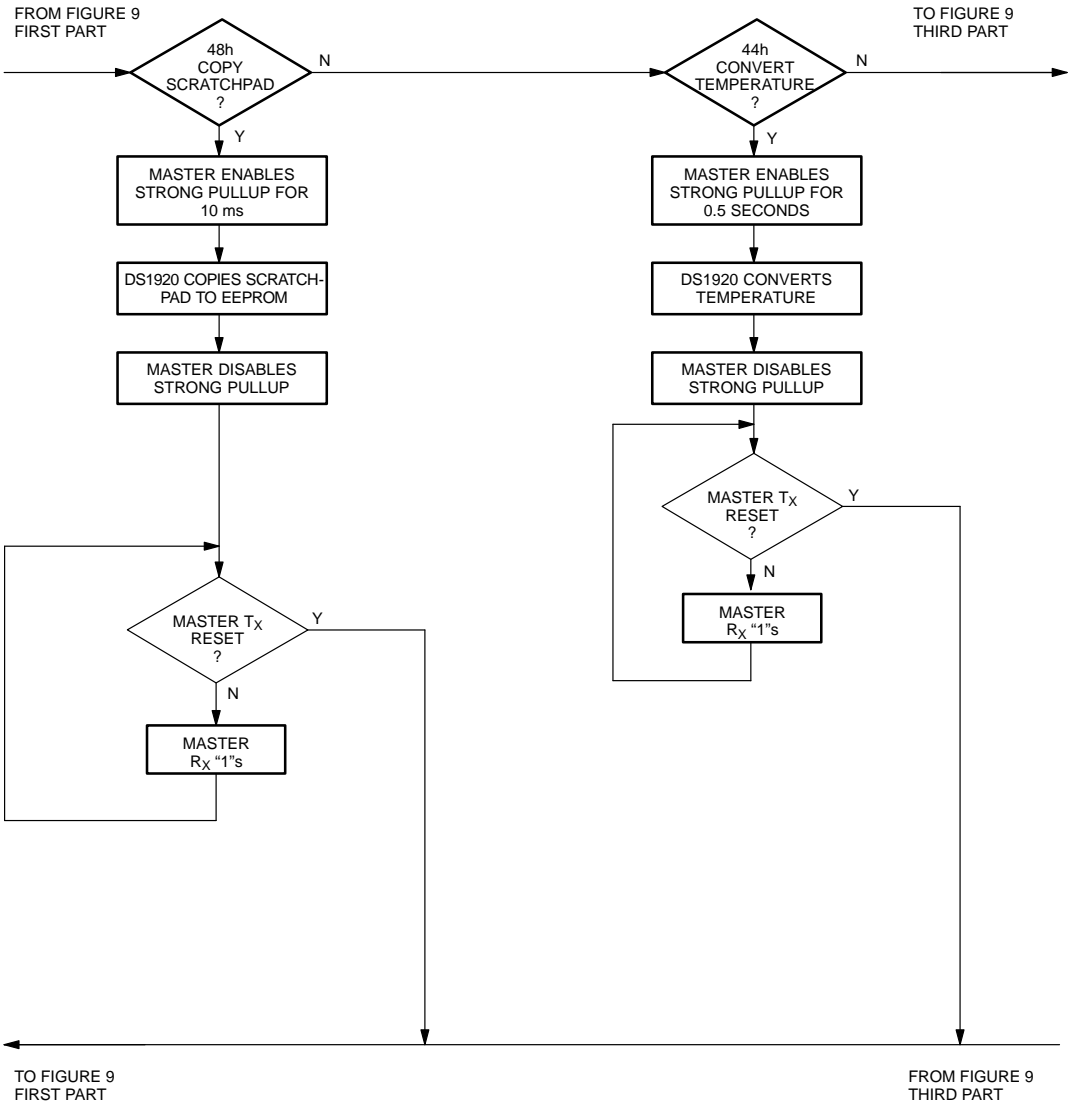 FROM FIGURE 9
FIRST PART
TO FIGURE 9
THIRD PART
48h
COPY
SCRATCHPAD
?
N
Y
44h
CONVERT
TEMPERATURE
?
N
Y
MASTER ENABLES
STRONG PULLUP FOR
10 ms
DS1920 COPIES SCRATCH-
PAD TO EEPROM
MASTER DISABLES
STRONG PULLUP
MASTER ENABLES
STRONG PULLUP FOR
0.5 SECONDS
DS1920 CONVERTS
TEMPERATURE
MASTER DISABLES
STRONG PULLUP
MASTER TX
RESET
?
Y
N
MASTER
RX “1”s
MASTER TX
RESET
?
Y
N
MASTER
RX “1”s
TO FIGURE 9
FIRST PART
FROM FIGURE 9
THIRD PART